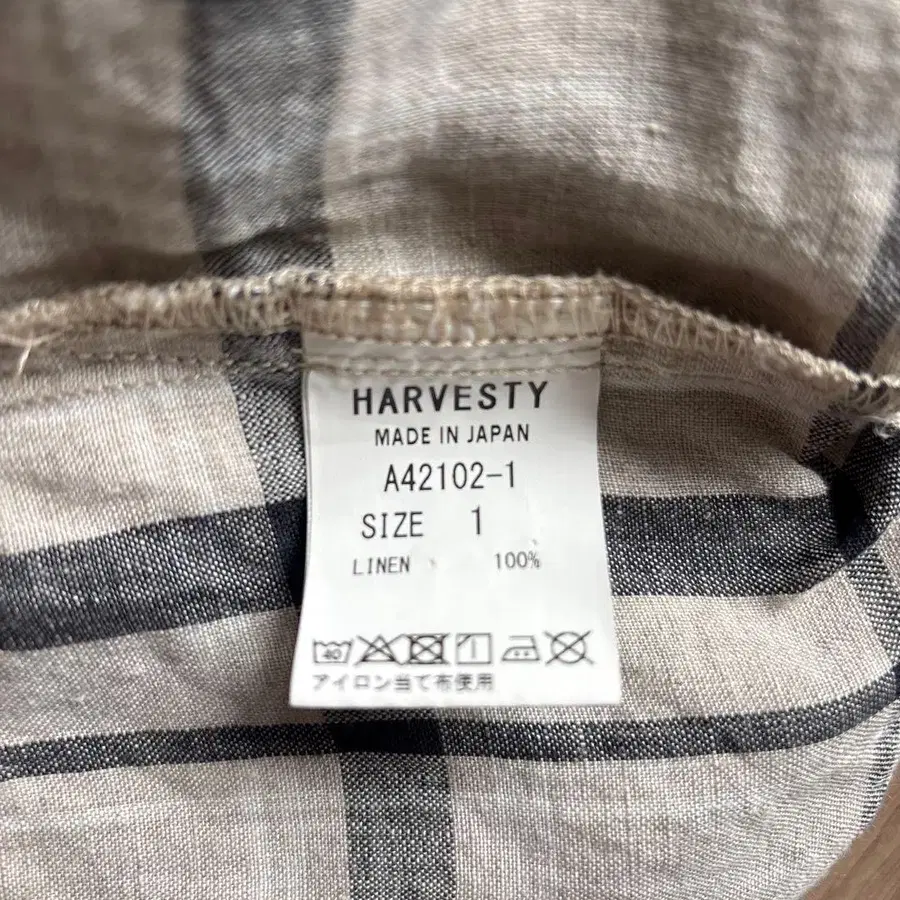 HARVESTY
MADE IN JAPAN
A42102-1
SIZE 1
LINEN 100%
40
アイロン当て布使用